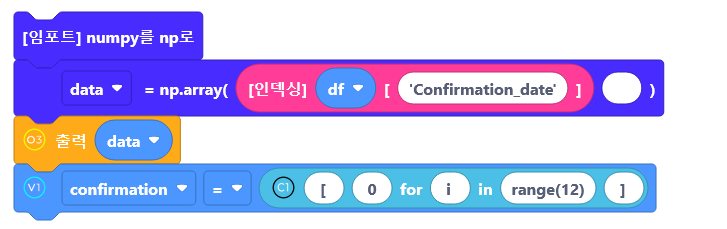 [임포트] numpy를 np로
data = np.array( [인덱싱] df [ 'Confirmation_date' ] )
O3 출력 data
V1 confirmation = C1 [ 0 for i in range(12) ]